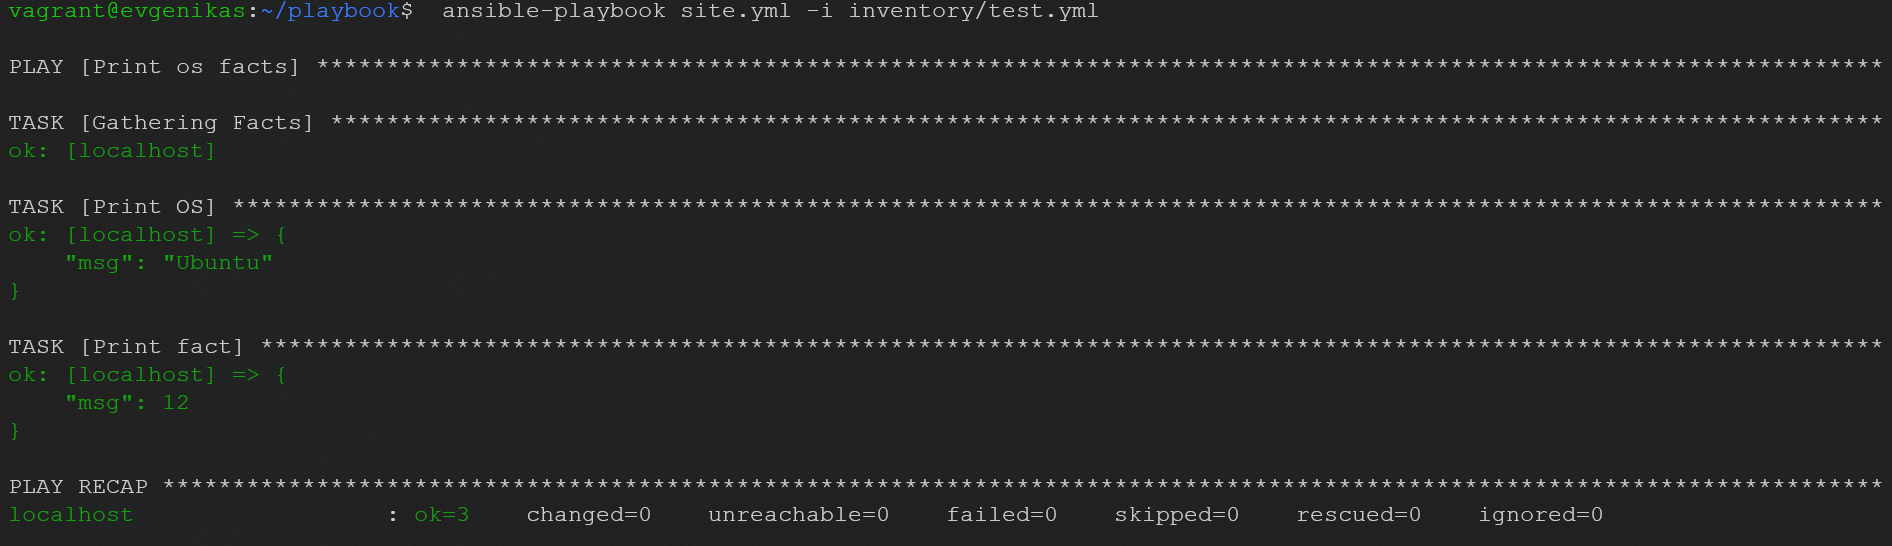 vagrant@evgenikas:~/playbook$  ansible-playbook site.yml -i inventory/test.yml
PLAY [Print os facts] ****************************************************************************************************************
TASK [Gathering Facts] ***************************************************************************************************************
ok: [localhost]
TASK [Print OS] **********************************************************************************************************************
ok: [localhost] => {
    "msg": "Ubuntu"
}
TASK [Print fact] ********************************************************************************************************************
ok: [localhost] => {
    "msg": 12
}
PLAY RECAP ***************************************************************************************************************************
localhost                  : ok=3    changed=0    unreachable=0    failed=0    skipped=0    rescued=0    ignored=0